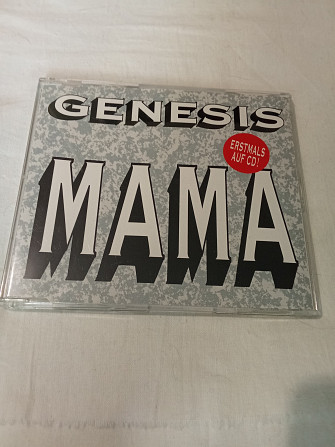 GENESIS
ERSTMALS
AUF CD!
MAMA